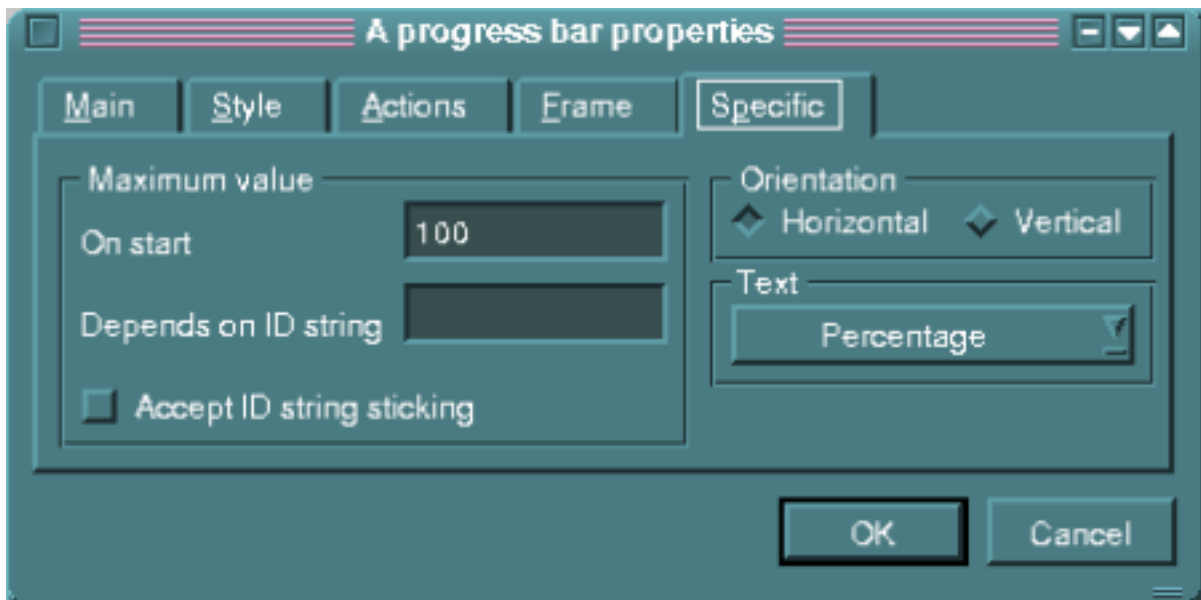 A progress bar properties
Main Style Actions Frame Specific
Maximum value
On start 100
Depends on ID string
Accept ID string sticking
Orientation
Horizontal Vertical
Text
Percentage
OK Cancel